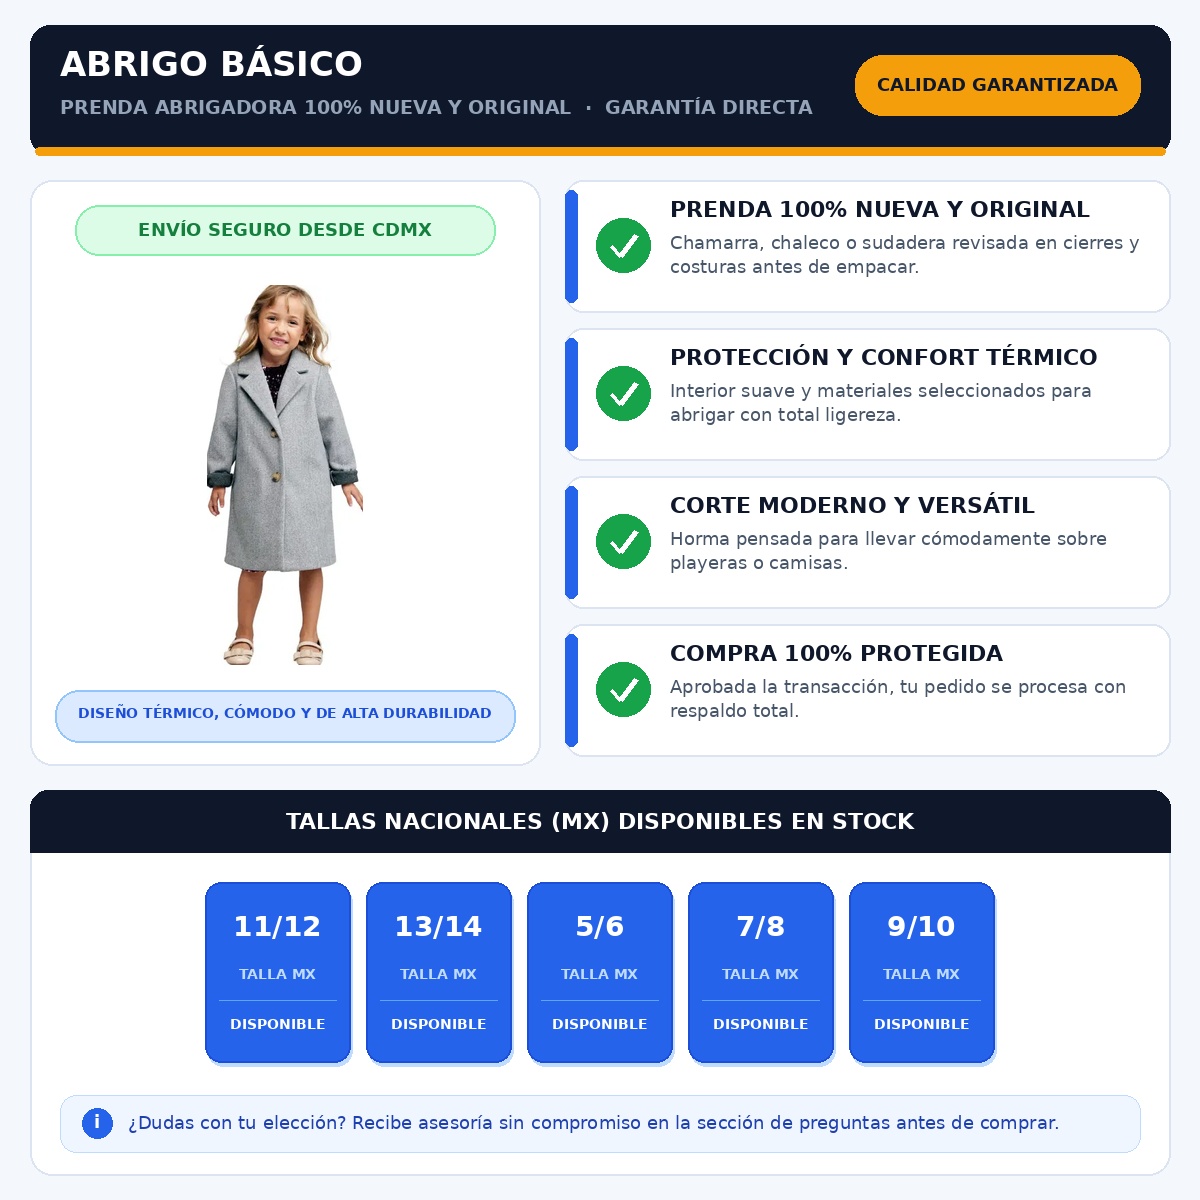 ABRIGO BÁSICO
PRENDA ABRIGADORA 100% NUEVA Y ORIGINAL · GARANTÍA DIRECTA
CALIDAD GARANTIZADA
ENVÍO SEGURO DESDE CDMX
DISEÑO TÉRMICO, CÓMODO Y DE ALTA DURABILIDAD
PRENDA 100% NUEVA Y ORIGINAL
Chamarra, chaleco o sudadera revisada en cierres y
costuras antes de empacar.
PROTECCIÓN Y CONFORT TÉRMICO
Interior suave y materiales seleccionados para
abrigar con total ligereza.
CORTE MODERNO Y VERSÁTIL
Horma pensada para llevar cómodamente sobre
playeras o camisas.
COMPRA 100% PROTEGIDA
Aprobada la transacción, tu pedido se procesa con
respaldo total.
TALLAS NACIONALES (MX) DISPONIBLES EN STOCK
11/12
TALLA MX
DISPONIBLE
13/14
TALLA MX
DISPONIBLE
5/6
TALLA MX
DISPONIBLE
7/8
TALLA MX
DISPONIBLE
9/10
TALLA MX
DISPONIBLE
i ¿Dudas con tu elección? Recibe asesoría sin compromiso en la sección de preguntas antes de comprar.